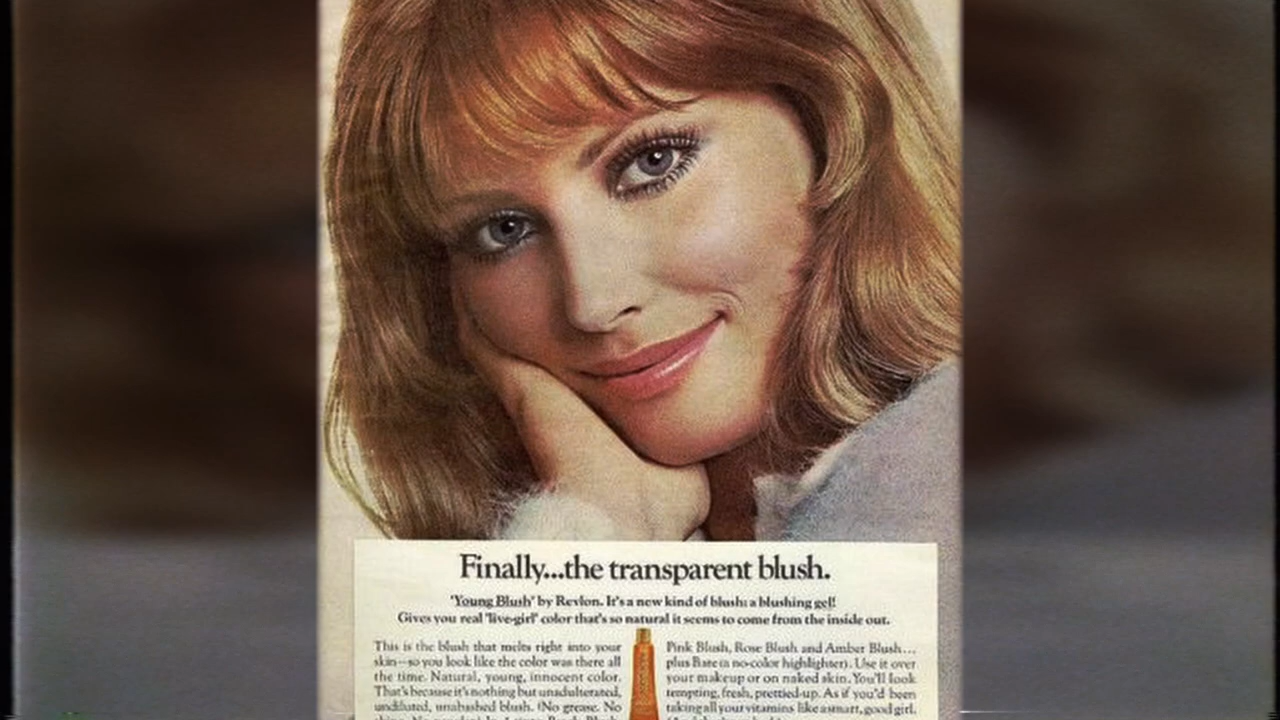 Finally...the transparent blush.
'Young Blush' by Revlon. It's a new kind of blush: a blushing gel!
Gives you real 'live-girl' color that's so natural it seems to come from the inside out.
This is the blush that melts right into your
skin—so you look like the color was there all
the time. Natural, young, innocent color.
That's because it's nothing but unadulterated,
undiluted, unabashed blush. (No grease. No
Pink Blush, Rose Blush and Amber Blush...
plus Bare (a no-color highlighter). Use it over
your makeup or on naked skin. You'll look
tempting, fresh, prettied-up. As if you'd been
taking all your vitamins like a smart, good girl.